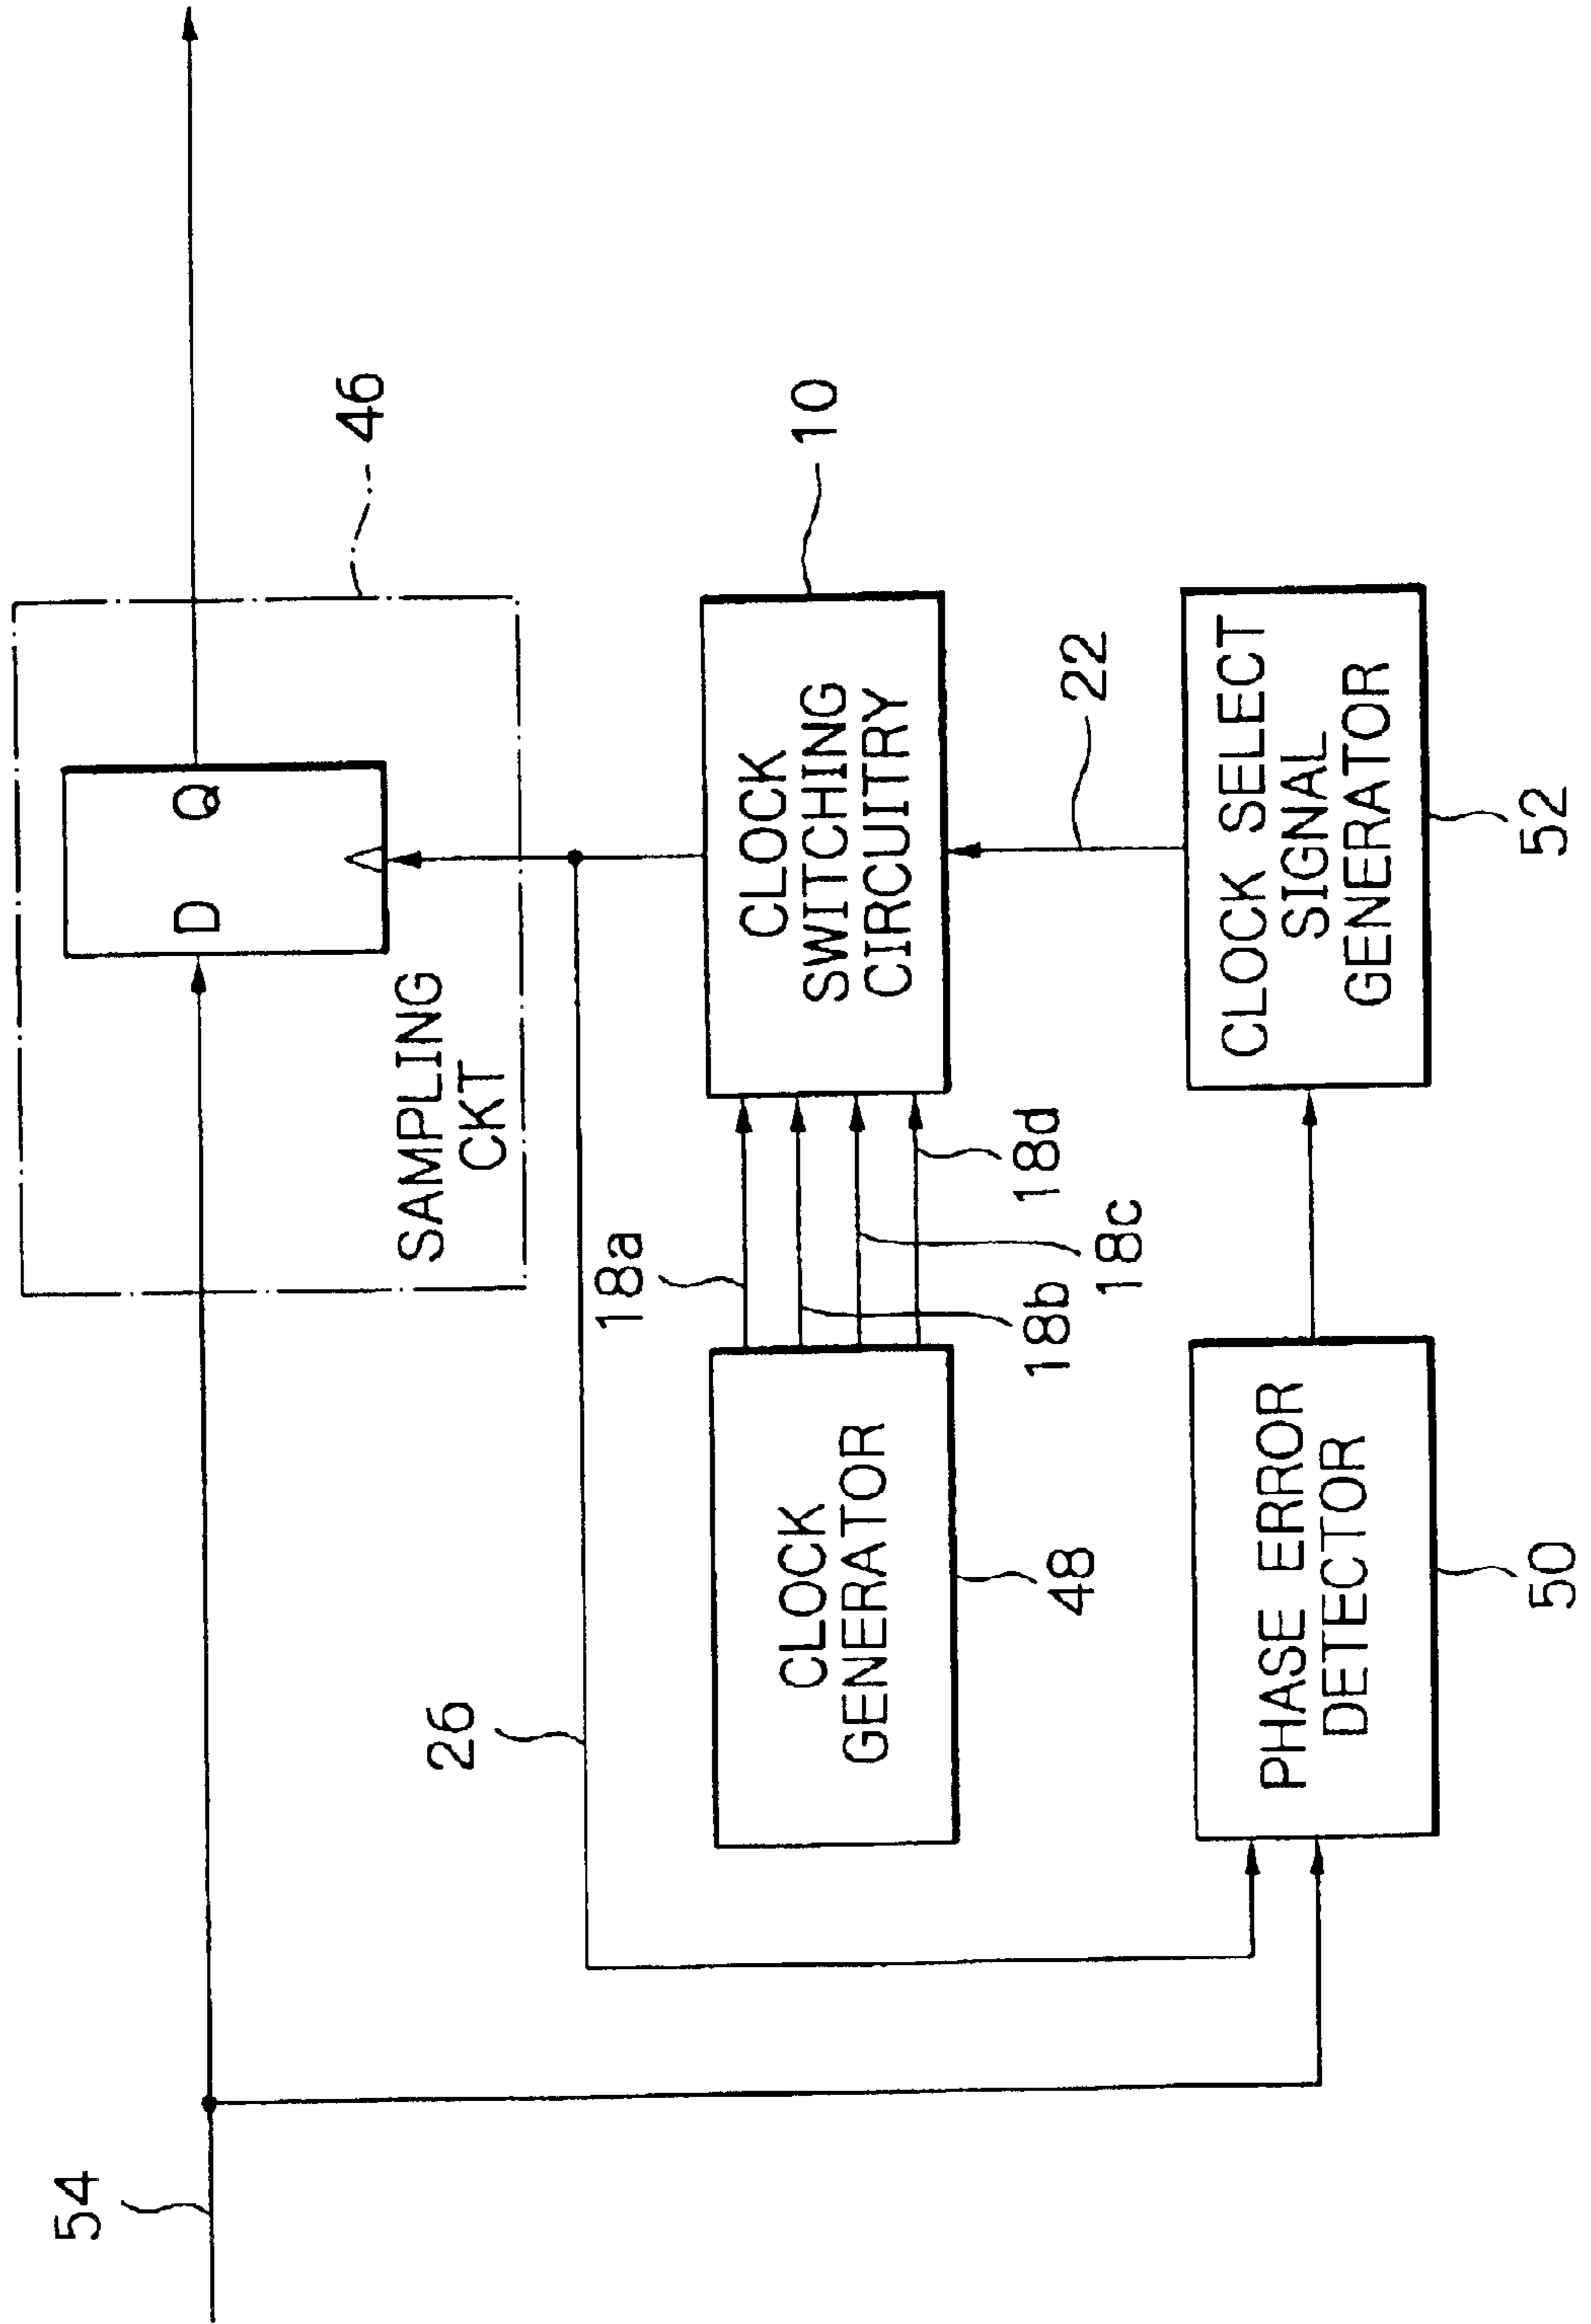 54
46
D Q
SAMPLING
CKT
26
18a
18b
18c
18d
CLOCK
GENERATOR
48
CLOCK
SWITCHING
CIRCUITRY
10
22
PHASE ERROR
DETECTOR
50
CLOCK SELECT
SIGNAL
GENERATOR
52